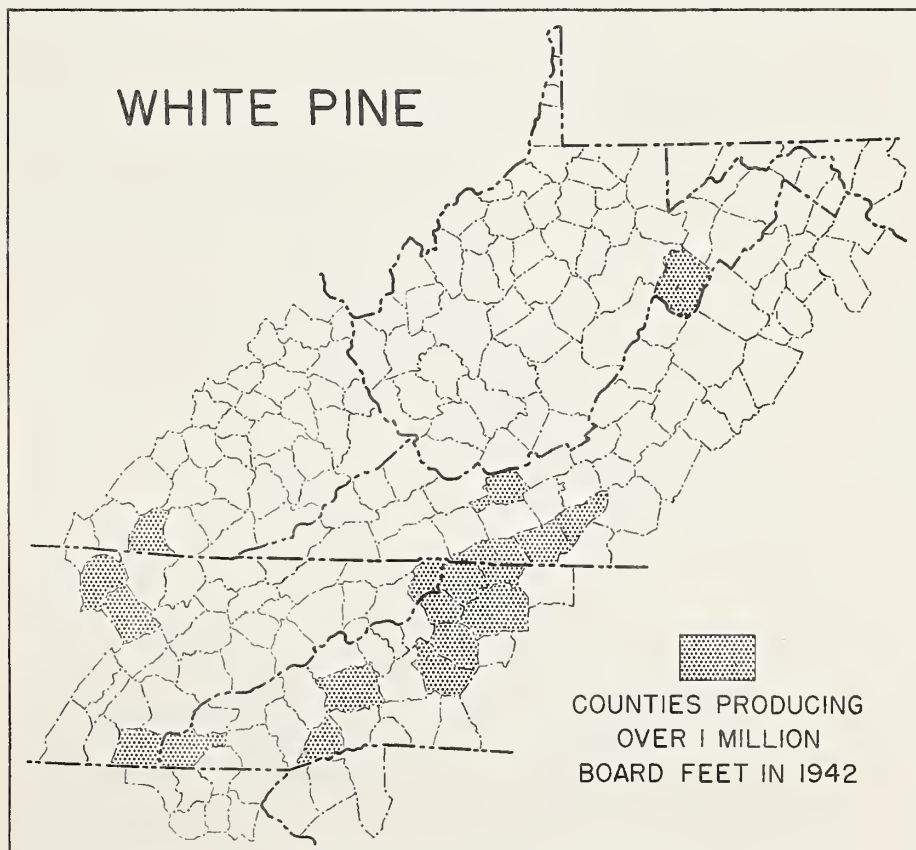 WHITE PINE
COUNTIES PRODUCING
OVER 1 MILLION
BOARD FEET IN 1942